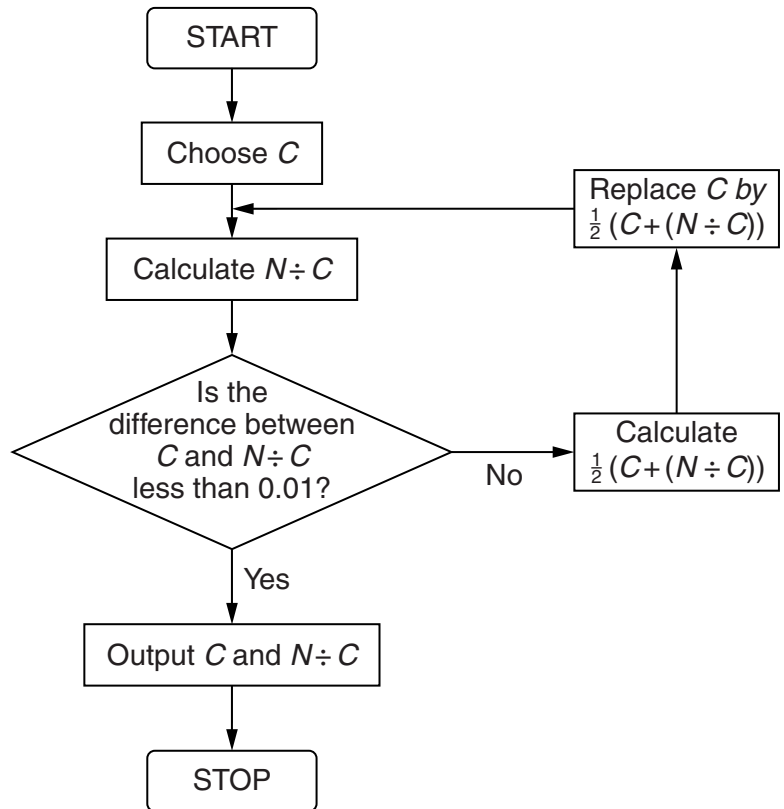 START
Choose C
Replace C by
½ (C + (N ÷ C))
Calculate N ÷ C
Is the
difference between
C and N ÷ C
less than 0.01?
No
Calculate
½ (C + (N ÷ C))
Yes
Output C and N ÷ C
STOP